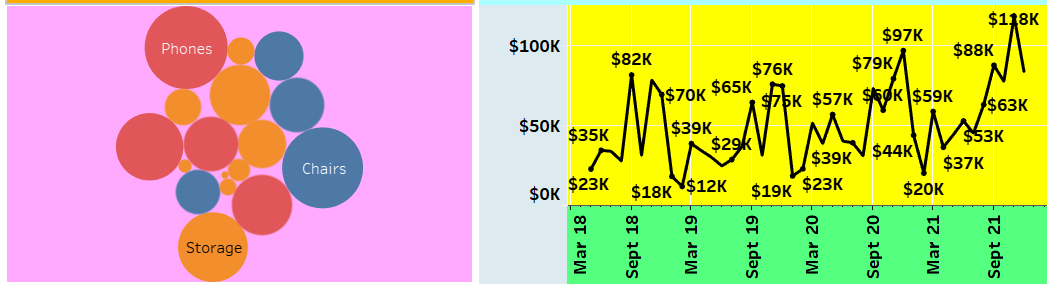 Phones
Chairs
Storage
$100K
$50K
$0K
$35K
$23K
$82K
$70K
$18K
$12K
$39K
$29K
$65K
$76K
$75K
$19K
$23K
$57K
$39K
$79K
$60K
$97K
$44K
$20K
$59K
$37K
$53K
$88K
$63K
$118K
Mar 18
Sept 18
Mar 19
Sept 19
Mar 20
Sept 20
Mar 21
Sept 21